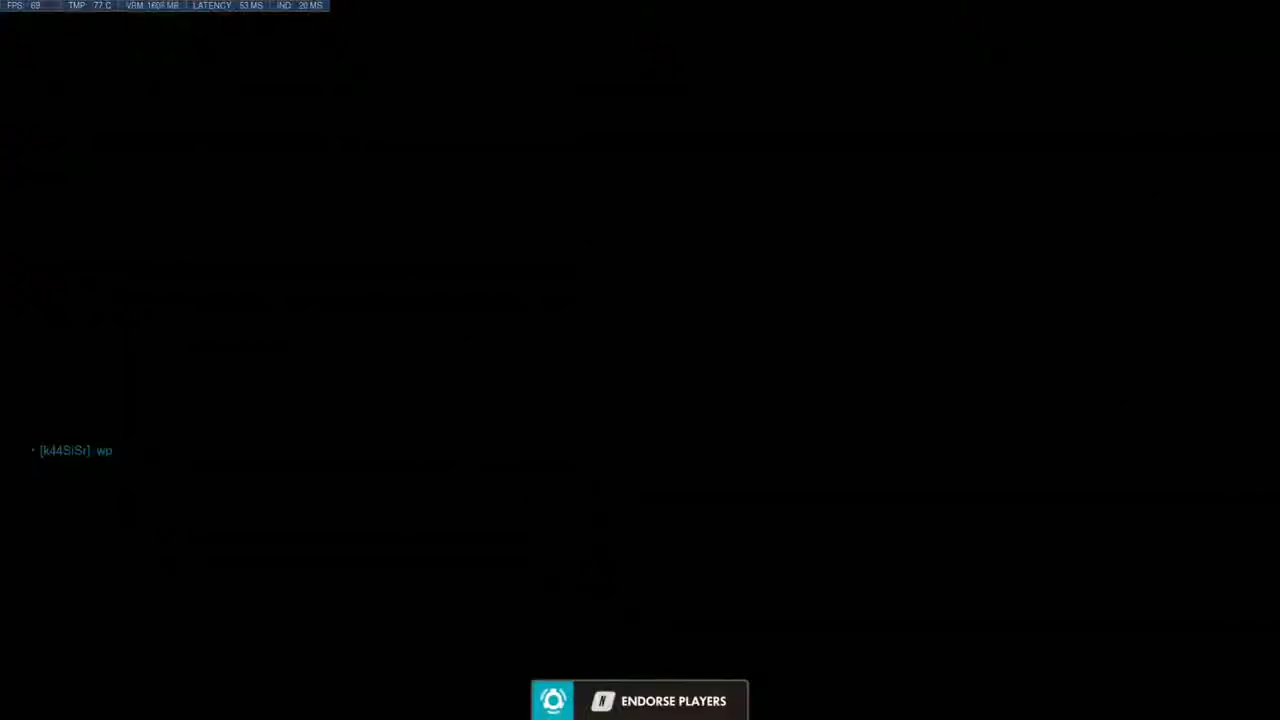 FPS: 69 TMP: 77 C VRM: 1608 MB LATENCY: 53 MS IND: 20 MS
[k44SiSr] wp
N ENDORSE PLAYERS